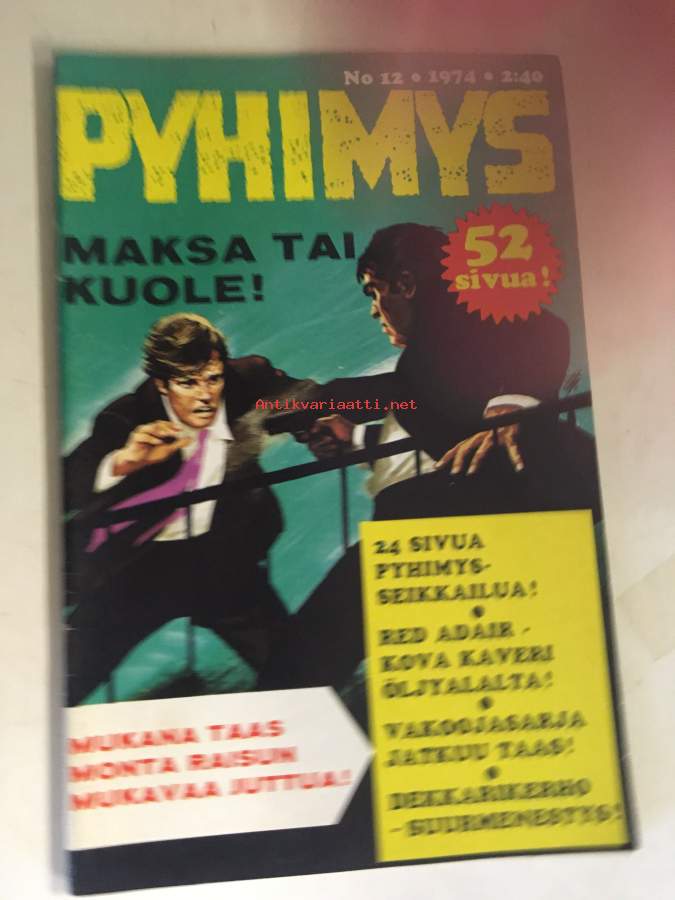 No 12 • 1974 • 2:40
PYHIMYS
MAKSA TAI
KUOLE!
52
sivua!
Antikvariaatti.net
24 SIVUA
PYHIMYS-
SEIKKAILUA!
•
RED ADAIR -
KOVA KAVERI
ÖLJYALALTA!
•
VAKOOJASARJA
JATKUU TAAS!
•
DEKKARIKERHO
- SUURMENESTYS!
MUKANA TAAS
MONTA RAISUN
MUKAVAA JUTTUA!